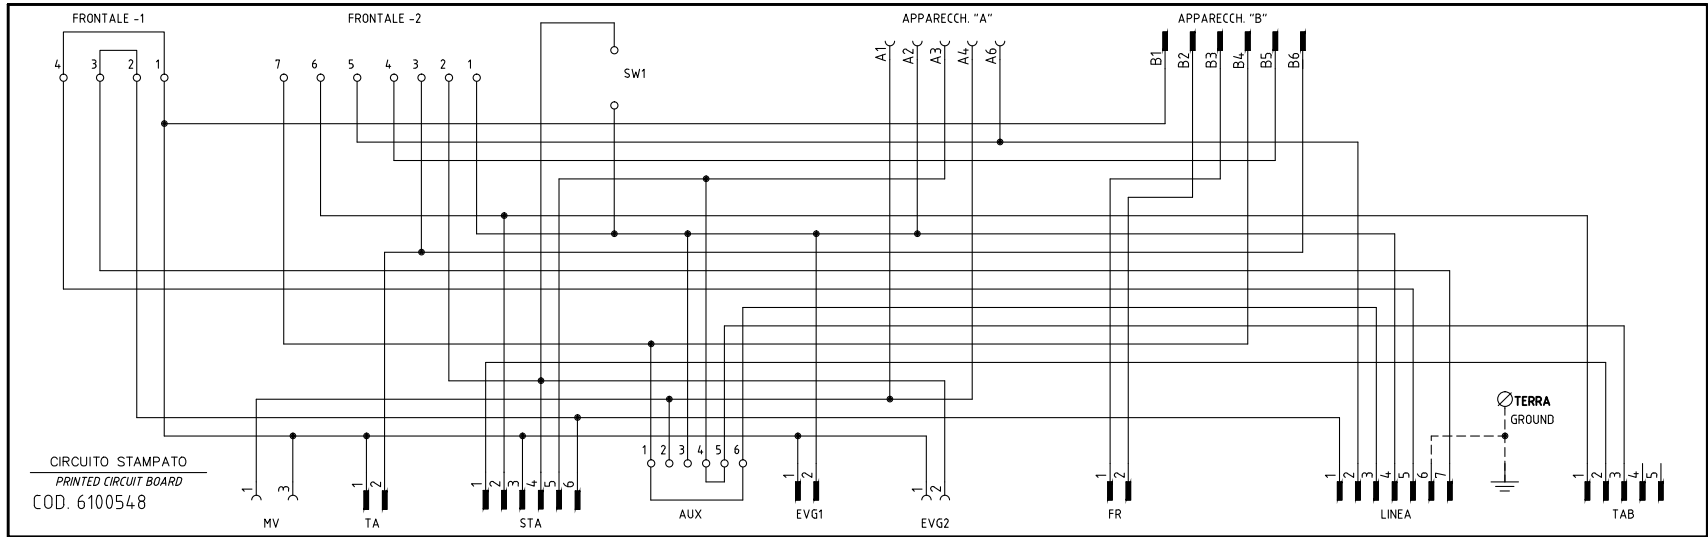 FRONTALE -1
FRONTALE -2
APPARECCH. "A"
APPARECCH. "B"
4 3 2 1
7 6 5 4 3 2 1
SW1
A1 A2 A3 A4 A6
B1 B2 B3 B4 B5 B6
TERRA
GROUND
CIRCUITO STAMPATO
PRINTED CIRCUIT BOARD
COD. 6100548
1 3
MV
1 2
TA
1 2 3 4 5 6
STA
1 2 3 4 5 6
AUX
1 2
EVG1
1 2
EVG2
1 2
FR
1 2 3 4 5 6 7
LINEA
1 2 3 4 5
TAB